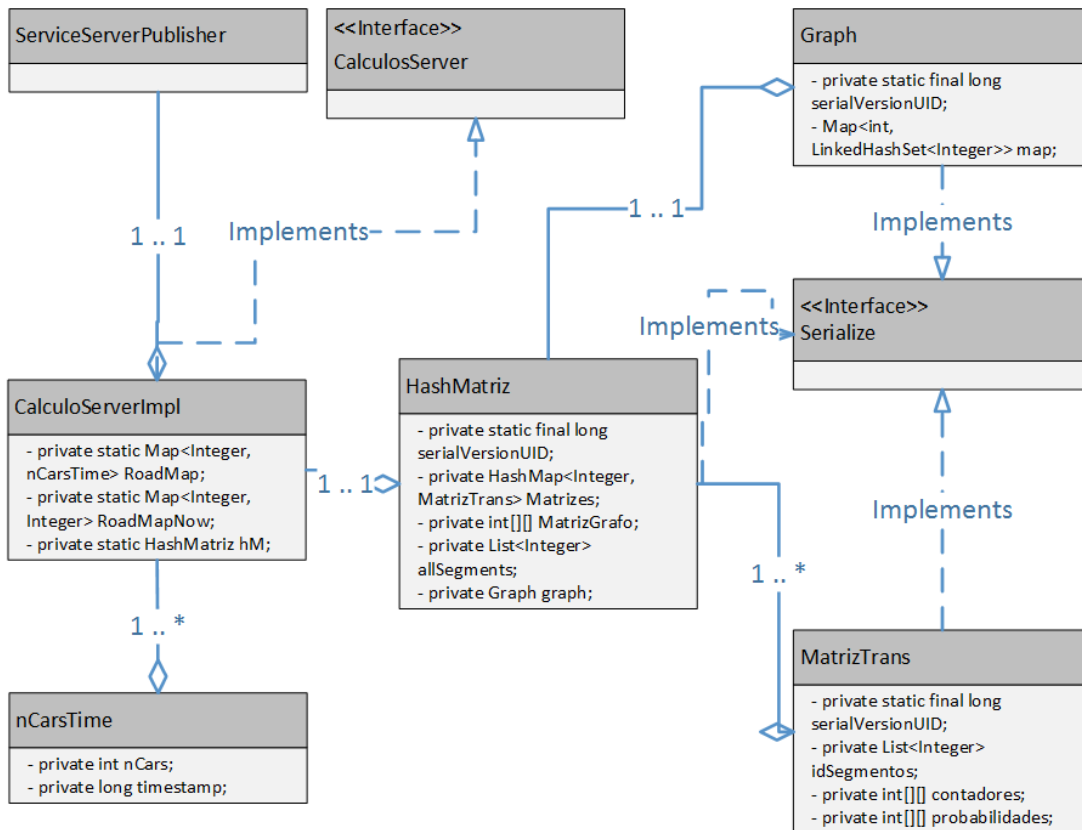 ServiceServerPublisher
<<Interface>>
CalculosServer
Graph
- private static final long
serialVersionUID;
- Map<int,
LinkedHashSet<Integer>> map;
1 .. 1
Implements
1 .. 1
Implements
<<Interface>>
Serialize
Implements
CalculoServerImpl
- private static Map<Integer,
nCarsTime> RoadMap;
- private static Map<Integer,
Integer> RoadMapNow;
- private static HashMatriz hM;
1 .. 1
HashMatriz
- private static final long
serialVersionUID;
- private HashMap<Integer,
MatrizTrans> Matrizes;
- private int[][] MatrizGrafo;
- private List<Integer>
allSegments;
- private Graph graph;
Implements
1 .. *
1 .. *
nCarsTime
- private int nCars;
- private long timestamp;
MatrizTrans
- private static final long
serialVersionUID;
- private List<Integer>
idSegmentos;
- private int[][] contadores;
- private int[][] probabilidades;